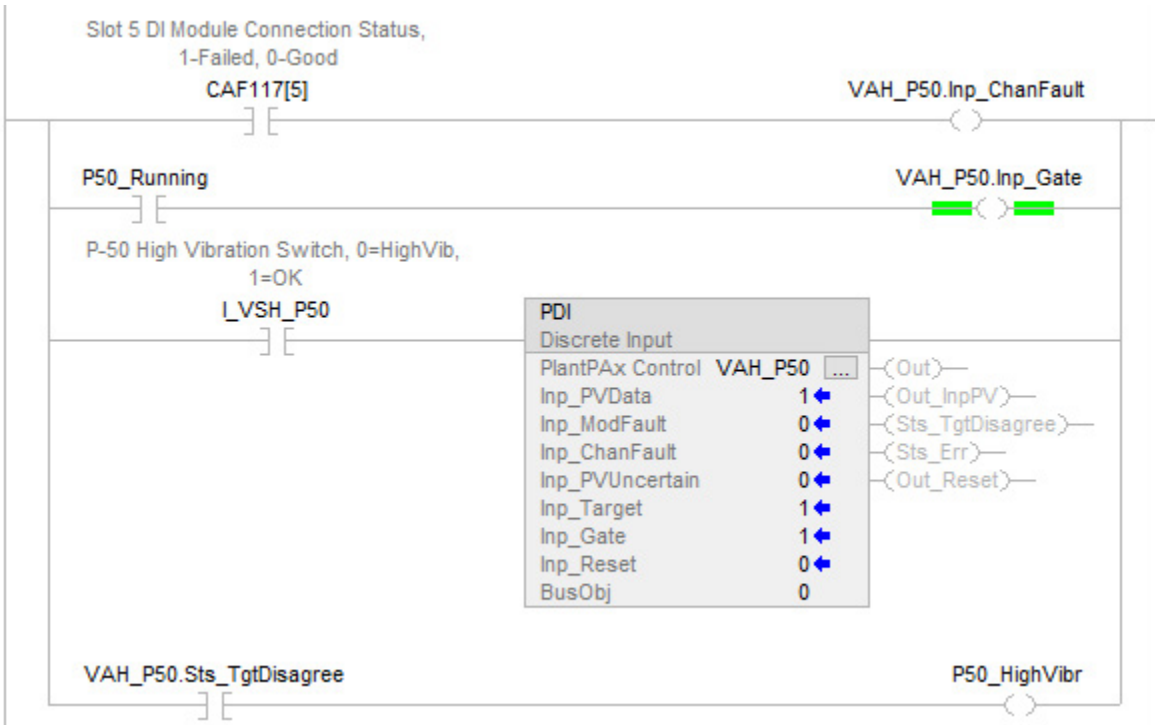 Slot 5 DI Module Connection Status,
1-Failed, 0-Good
CAF117[5]
VAH_P50.Inp_ChanFault
P50_Running
VAH_P50.Inp_Gate
P-50 High Vibration Switch, 0=HighVib,
1=OK
I_VSH_P50
PDI
Discrete Input
PlantPAx Control VAH_P50 ...
Inp_PVData 1
Inp_ModFault 0
Inp_ChanFault 0
Inp_PVUncertain 0
Inp_Target 1
Inp_Gate 1
Inp_Reset 0
BusObj 0
Out
Out_InpPV
Sts_TgtDisagree
Sts_Err
Out_Reset
VAH_P50.Sts_TgtDisagree
P50_HighVibr